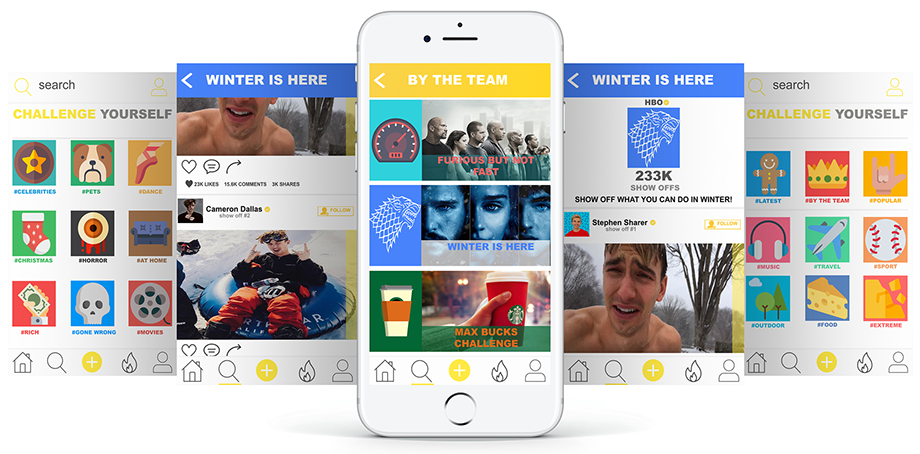 search
CHALLENGE YOURSELF
#CELEBRITIES
#PETS
#DANCE
#CHRISTMAS
#HORROR
#AT HOME
#RICH
#GONE WRONG
#MOVIES
WINTER IS HERE
23K LIKES
15.6K COMMENTS
3K SHARES
Cameron Dallas
show off #2
FOLLOW
BY THE TEAM
FURIOUS BUT NOT
FAST
WINTER IS HERE
MAX BUCKS
CHALLENGE
WINTER IS HERE
HBO
233K
SHOW OFFS
SHOW OFF WHAT YOU CAN DO IN WINTER!
Stephen Sharer
show off #1
FOLLOW
search
CHALLENGE YOURSELF
#LATEST
#BY THE TEAM
#POPULAR
#MUSIC
#TRAVEL
#SPORT
#OUTDOOR
#FOOD
#EXTREME